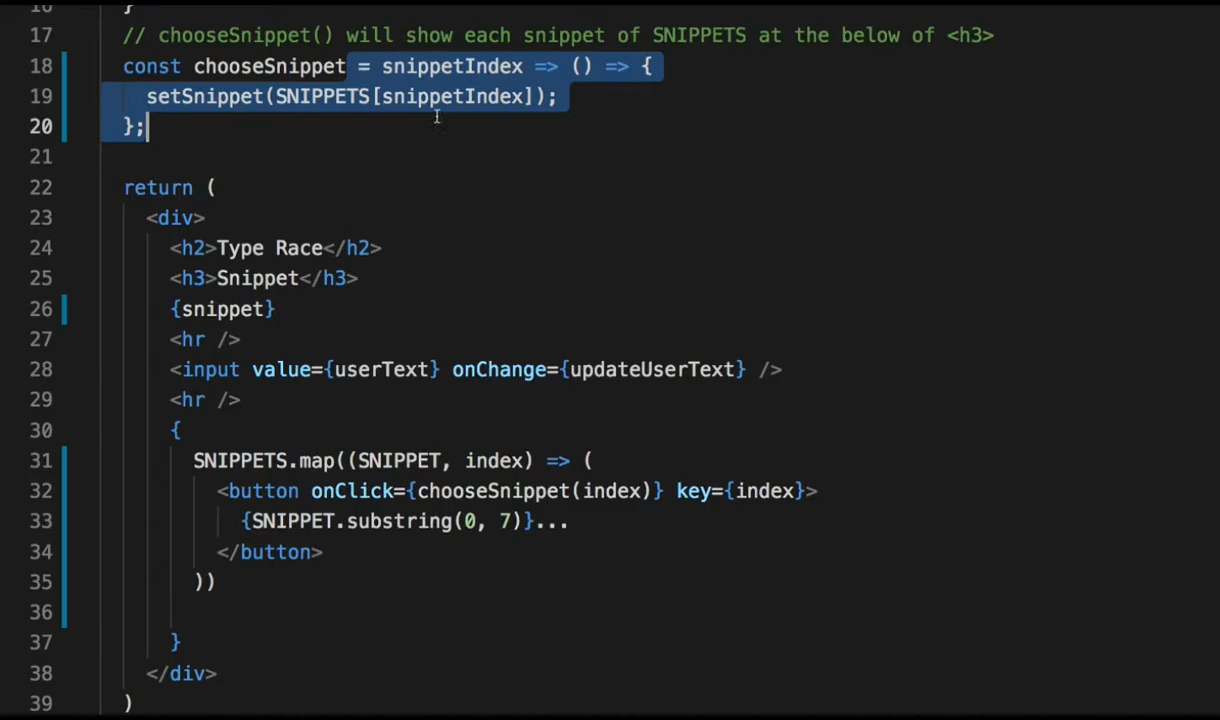 16 }
17 // chooseSnippet() will show each snippet of SNIPPETS at the below of <h3>
18 const chooseSnippet = snippetIndex => () => {
19 setSnippet(SNIPPETS[snippetIndex]);
20 };
21
22 return (
23 <div>
24 <h2>Type Race</h2>
25 <h3>Snippet</h3>
26 {snippet}
27 <hr />
28 <input value={userText} onChange={updateUserText} />
29 <hr />
30 {
31 SNIPPETS.map((SNIPPET, index) => (
32 <button onClick={chooseSnippet(index)} key={index}>
33 {SNIPPET.substring(0, 7)}...
34 </button>
35 ))
36
37 }
38 </div>
39 )